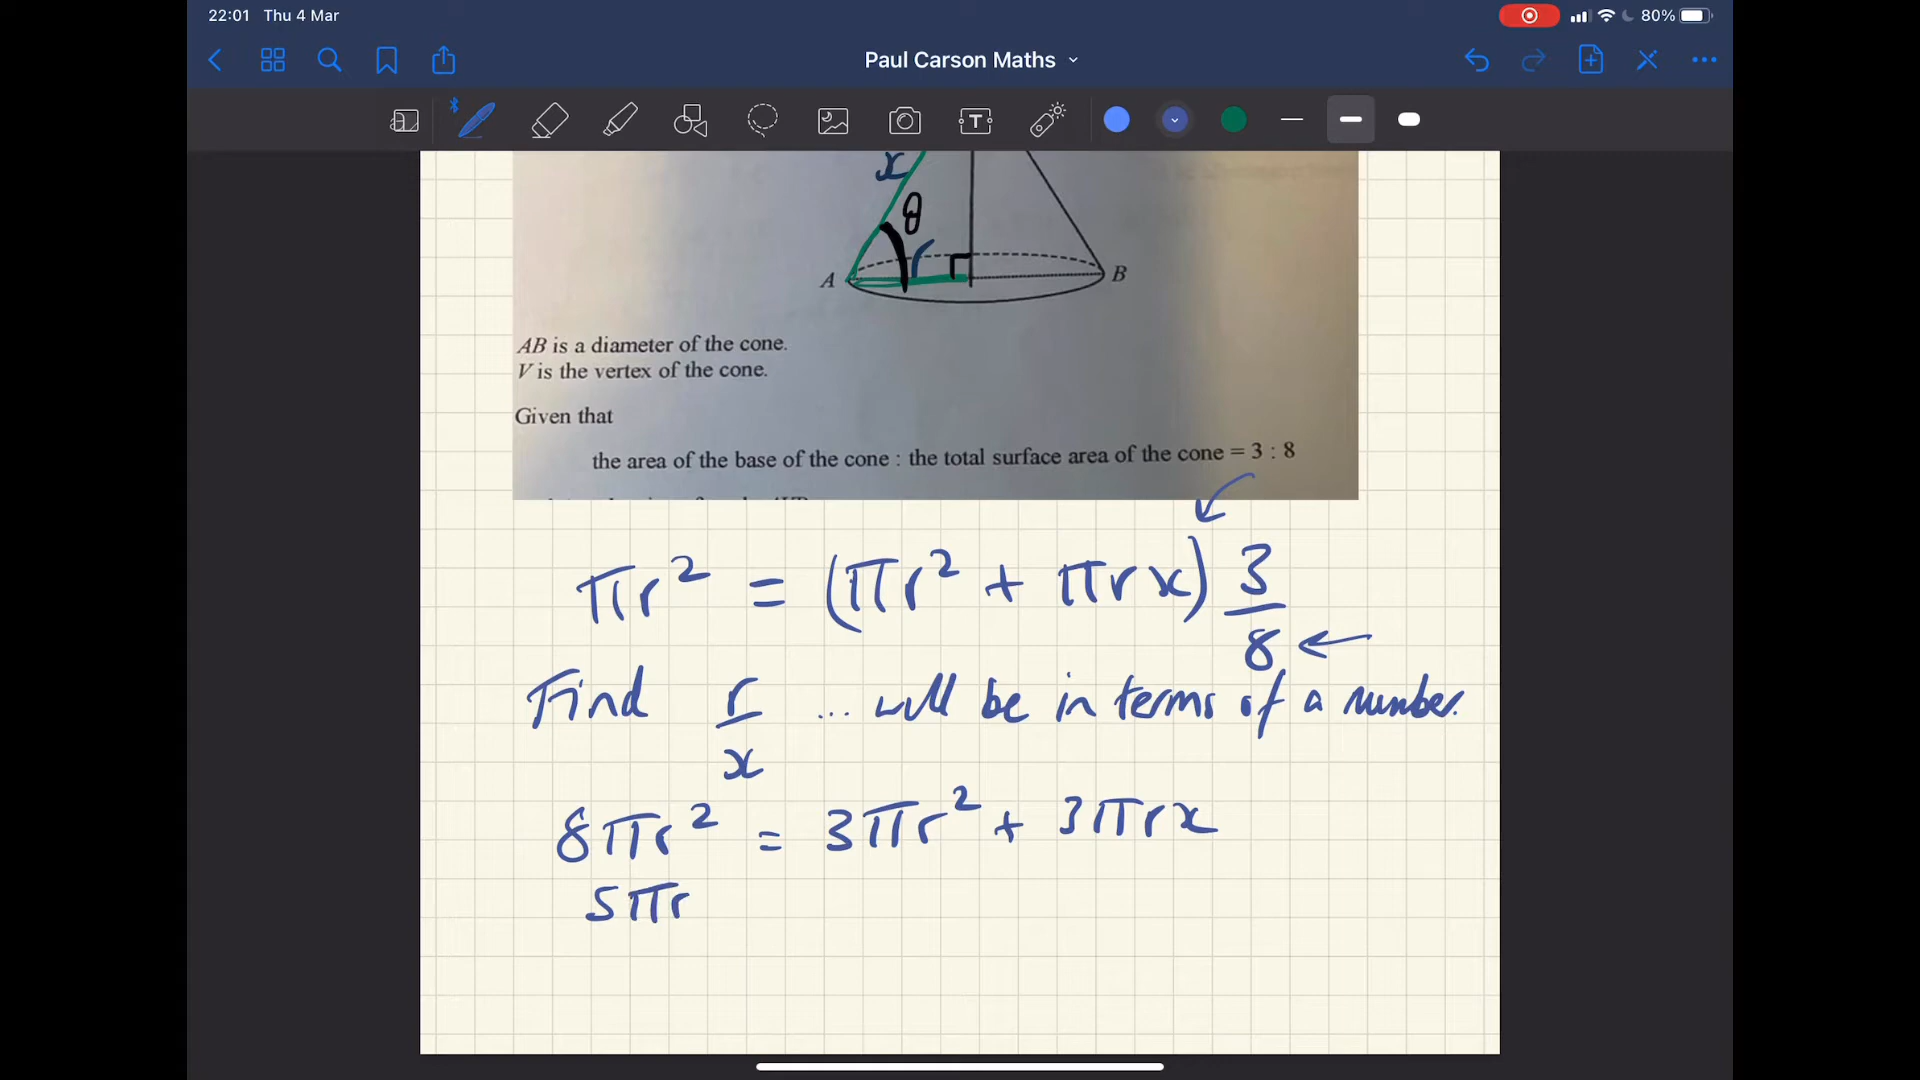 22:01 Thu 4 Mar
80%
Paul Carson Maths
T
x
θ
r
A
B
AB is a diameter of the cone.
V is the vertex of the cone.
Given that
the area of the base of the cone : the total surface area of the cone = 3 : 8
πr² = (πr² + πrx) 3/8
Find r/x ... will be in terms of a number.
8πr² = 3πr² + 3πrx
5πr